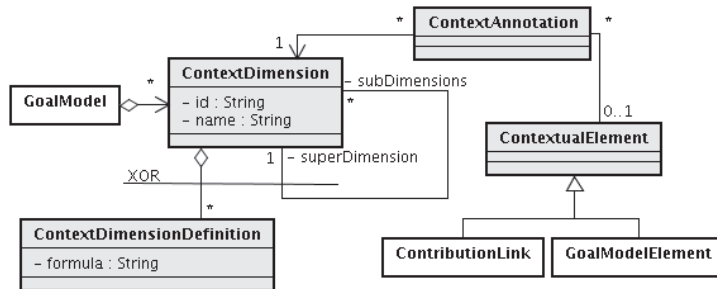 ContextAnnotation
*
*
1
ContextDimension
- id : String
- name : String
- subDimensions
*
*
GoalModel
0..1
ContextualElement
1
- superDimension
XOR
*
ContextDimensionDefinition
- formula : String
ContributionLink
GoalModelElement